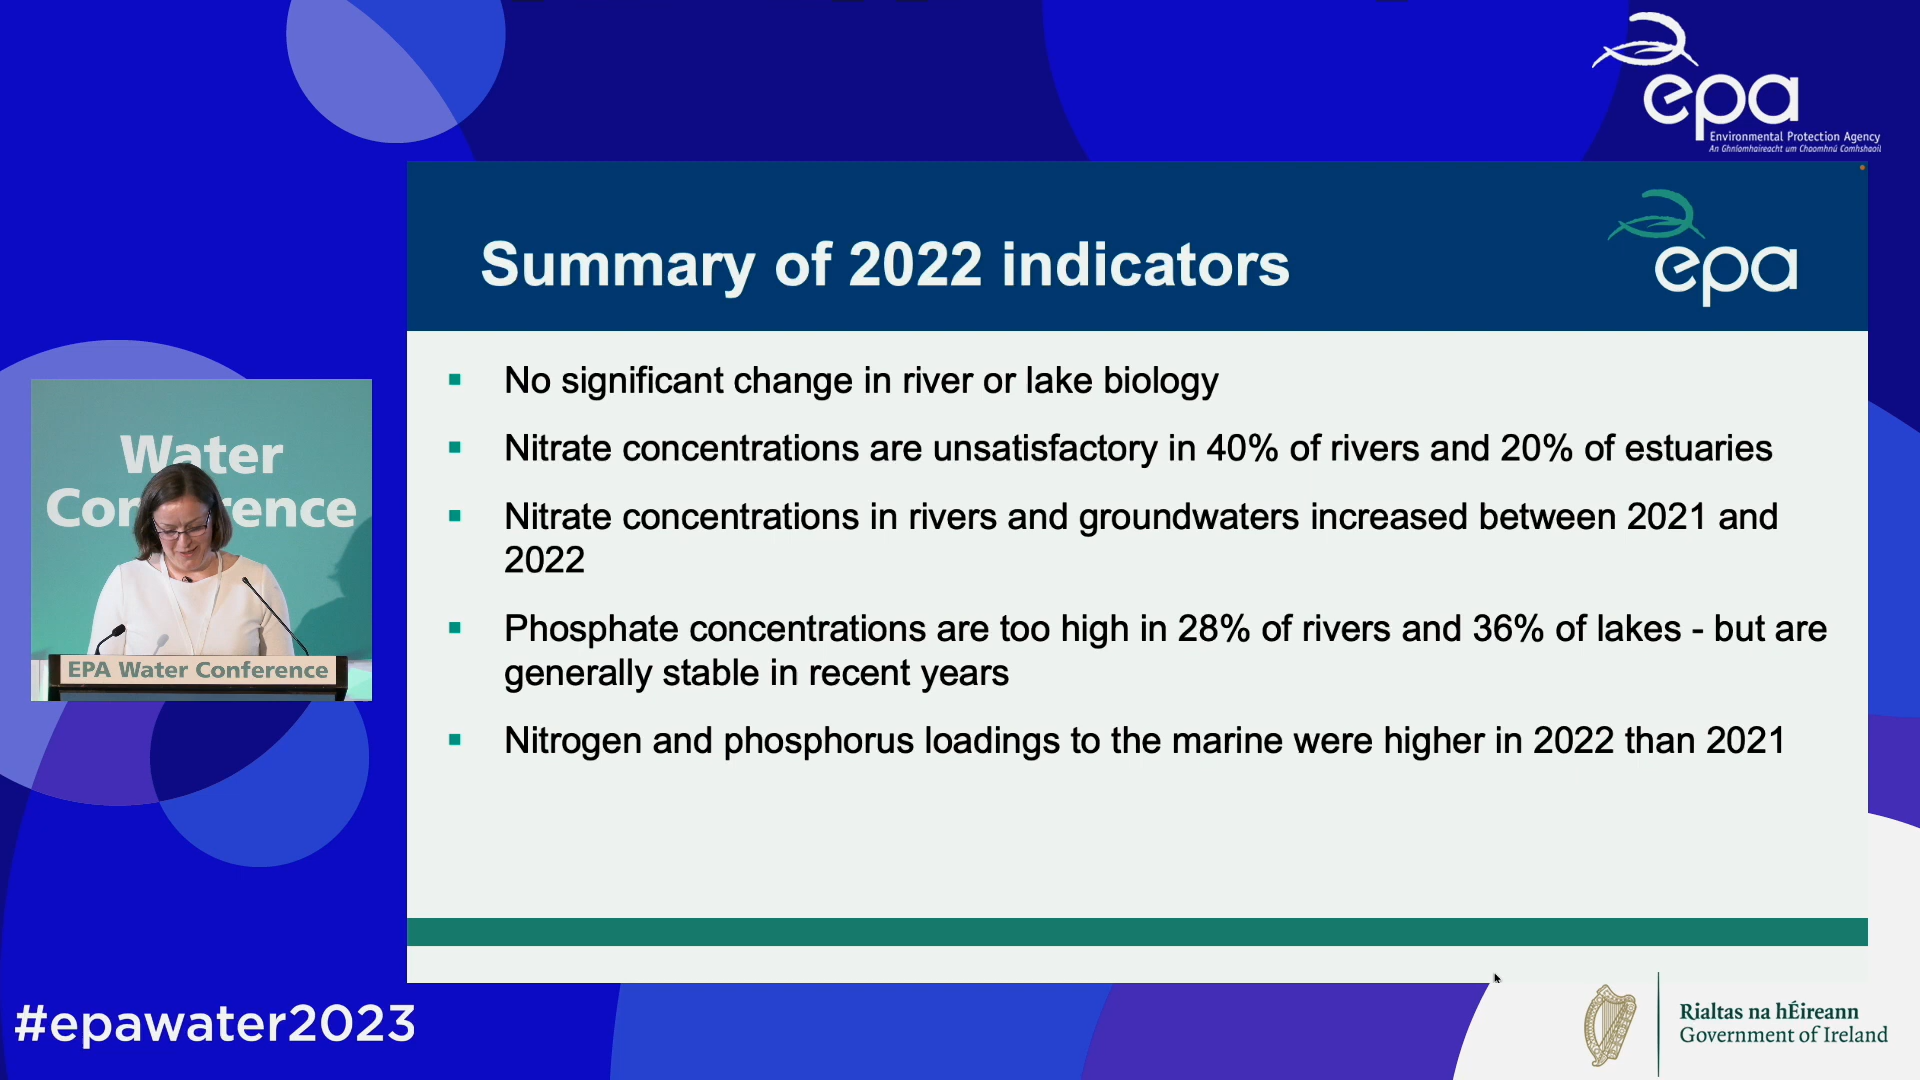 epa
Environmental Protection Agency
An Ghníomhaireacht um Chaomhnú Comhshaoil
Summary of 2022 indicators
epa
▪ No significant change in river or lake biology
▪ Nitrate concentrations are unsatisfactory in 40% of rivers and 20% of estuaries
▪ Nitrate concentrations in rivers and groundwaters increased between 2021 and
2022
▪ Phosphate concentrations are too high in 28% of rivers and 36% of lakes - but are
generally stable in recent years
▪ Nitrogen and phosphorus loadings to the marine were higher in 2022 than 2021
Water
Conference
EPA Water Conference
#epawater2023
Rialtas na hÉireann
Government of Ireland